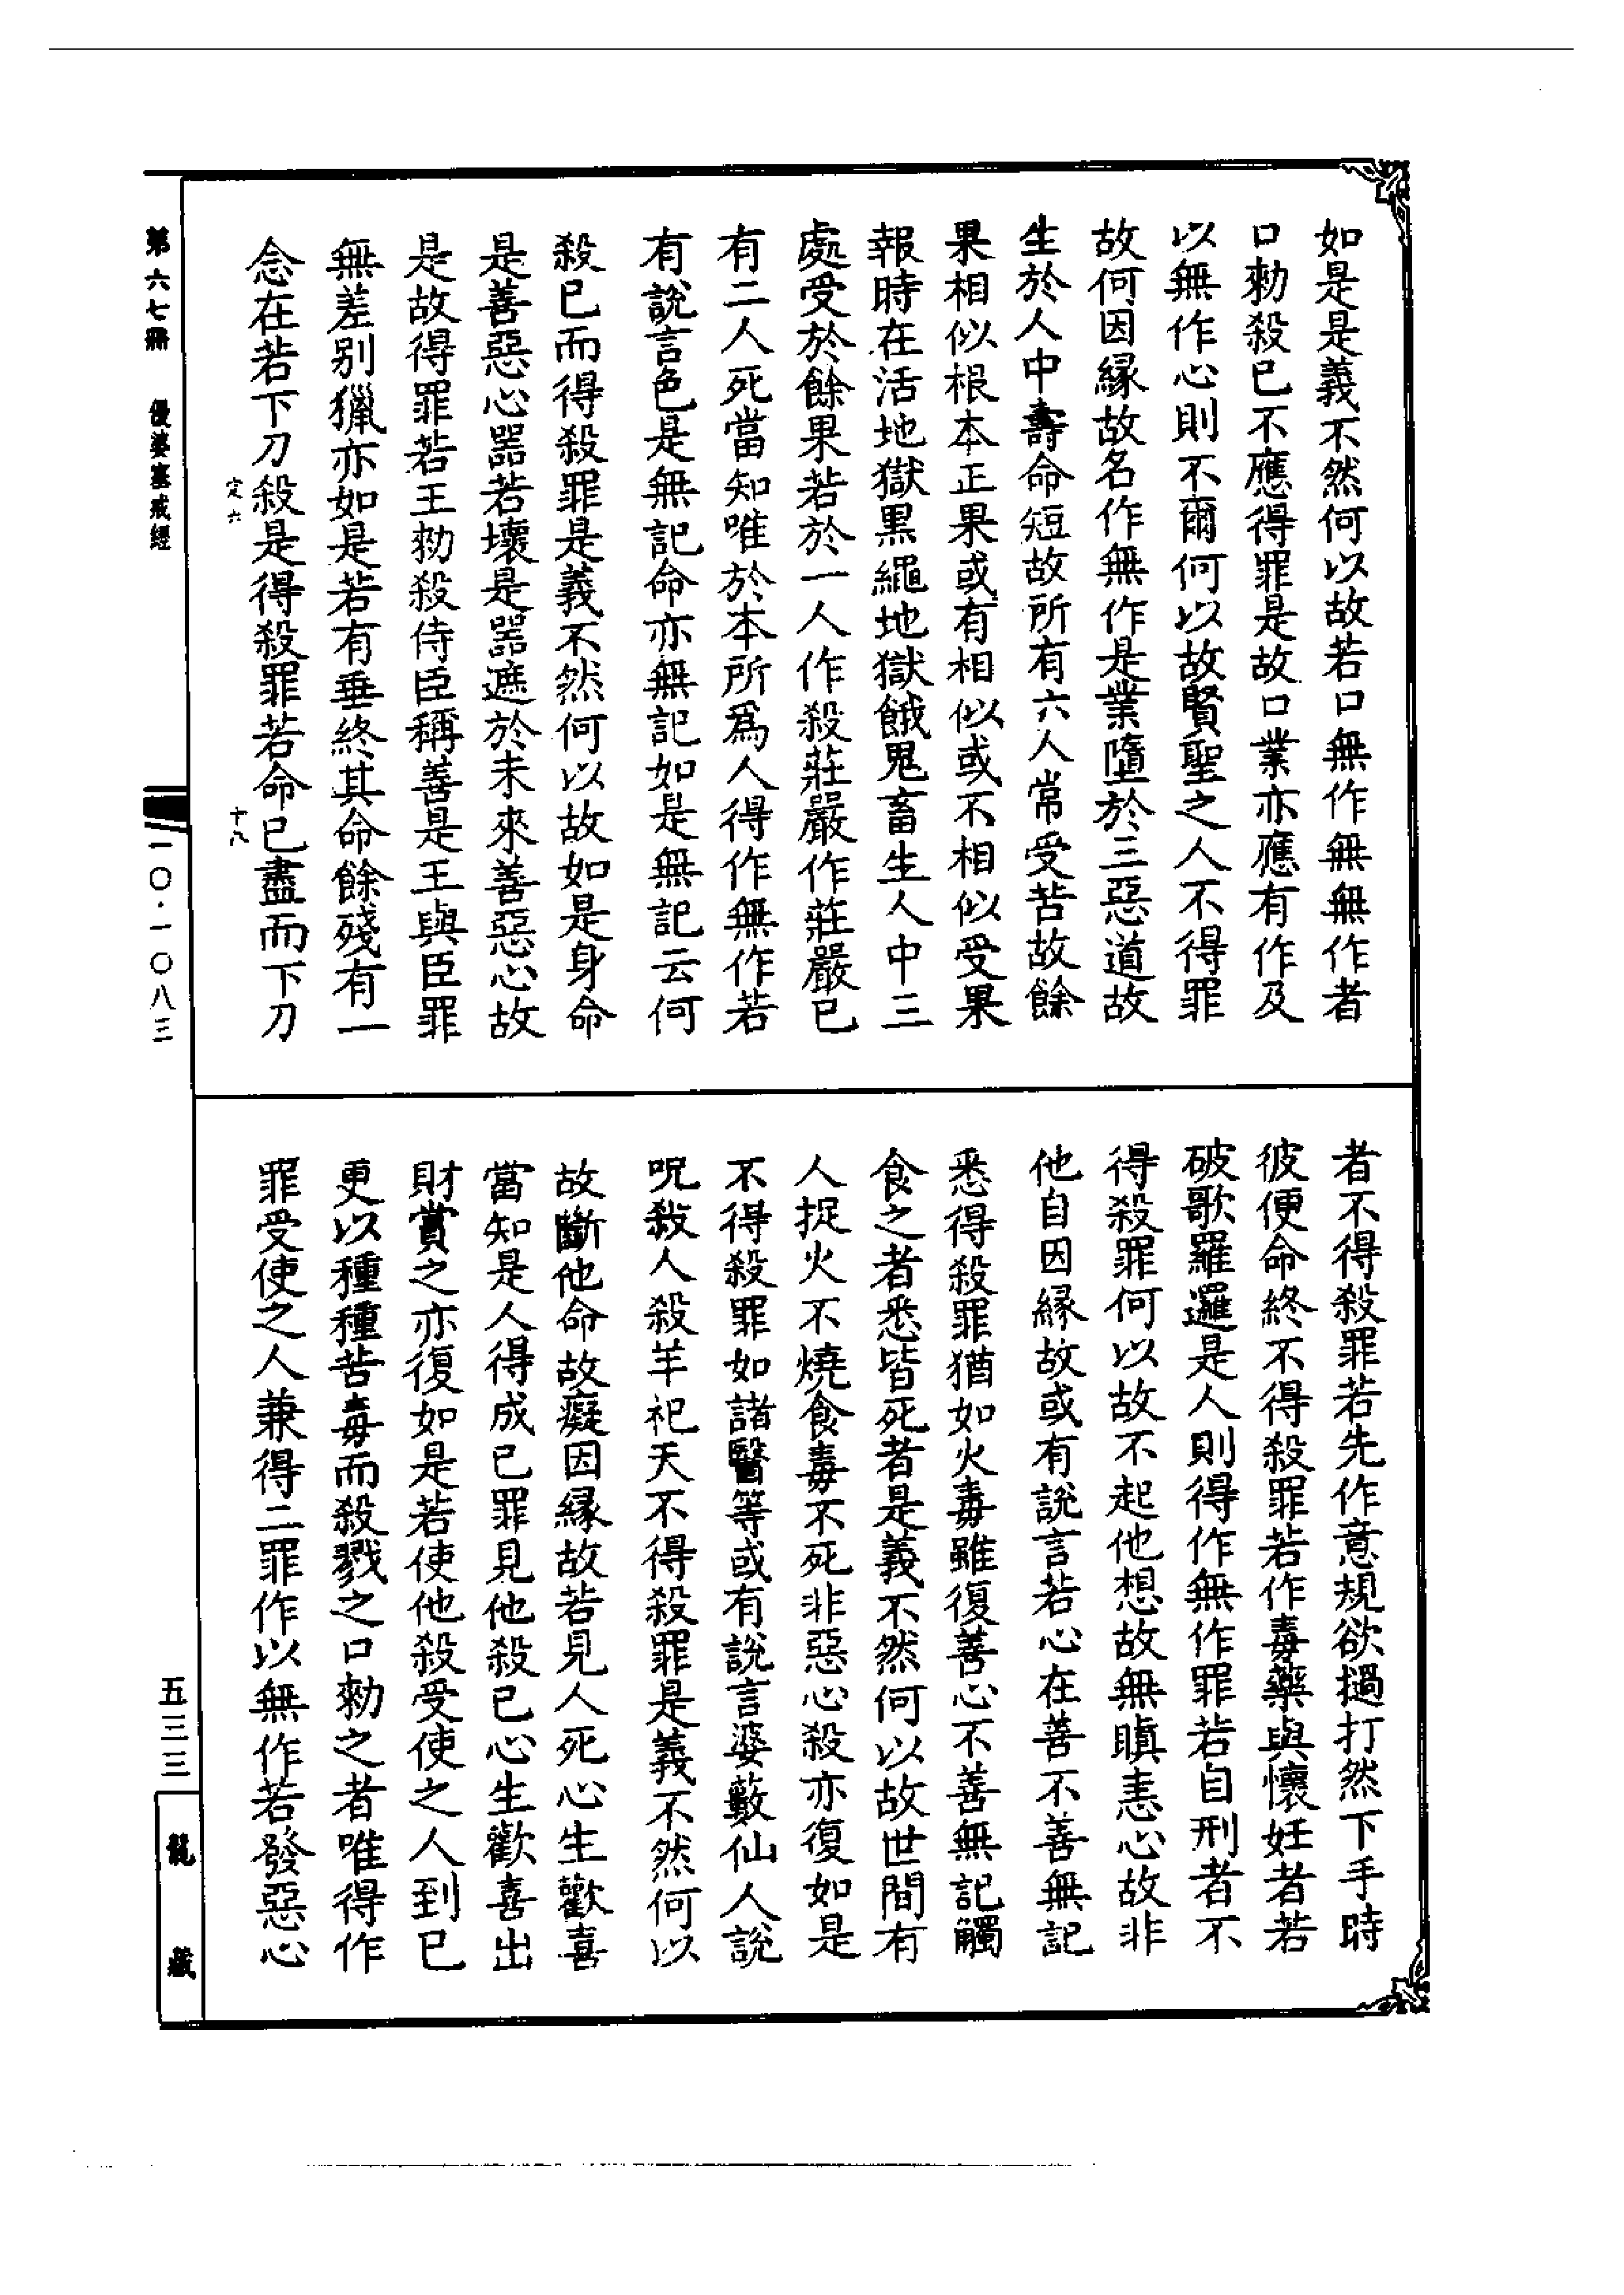 如是是義不然何以故若口無作無無作者
口勑殺已不應得罪是故口業亦應有作及
以無作心則不爾何以故賢聖之人不得罪
故何因緣故名作無作是業墮於三惡道故
生於人中壽命短故所有六人常受苦故餘
果相似根本正果或有相似或不相似受果
報時在活地獄黑繩地獄餓鬼畜生人中三
處受於餘果若於一人作殺莊嚴作莊嚴已
有二人死當知唯於本所爲人得作無作若
有說言色是無記命亦無記如是無記云何
殺已而得殺罪是義不然何以故如是身命
是善惡心器若壞是器遮於未來善惡心故
是故得罪若王勑殺侍臣稱善是王與臣罪
無差别獵亦如是若有垂終其命餘殘有一
念在若下刀殺是得殺罪若命已盡而下刀
者不得殺罪若先作意規欲撾打然下手時
彼便命終不得殺罪若作毒藥與懷妊者若
破歌羅邏是人則得作無作罪若自刑者不
得殺罪何以故不起他想故無瞋恚心故非
他自因緣故或有說言若心在善不善無記
悉得殺罪猶如火毒雖復善心不善無記觸
食之者悉皆死者是義不然何以故世間有
人捉火不燒食毒不死非惡心殺亦復如是
不得殺罪如諸醫等或有說言婆藪仙人說
呪殺人殺羊祀天不得殺罪是義不然何以
故斷他命故癡因緣故若見人死心生歡喜
當知是人得成已罪見他殺已心生歡喜出
財賞之亦復如是若使他殺受使之人到已
更以種種苦毒而殺戮之口勑之者唯得作
罪受使之人兼得二罪作以無作若發惡心
第六七冊 優婆塞戒經
定六
十八
一〇·一〇八三
五三三
龍藏